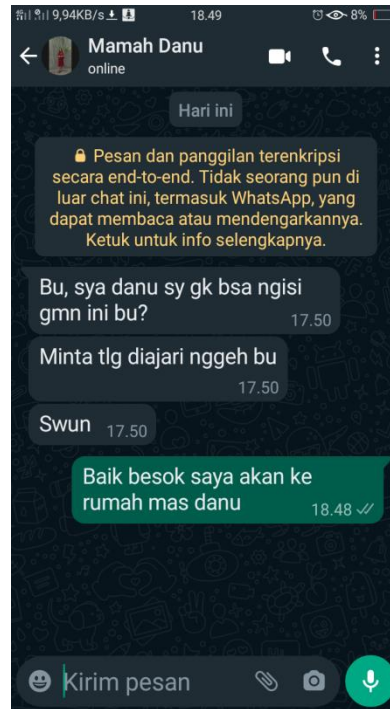 9,94KB/s 18.49 8%
Mamah Danu
online
Hari ini
Pesan dan panggilan terenkripsi
secara end-to-end. Tidak seorang pun di
luar chat ini, termasuk WhatsApp, yang
dapat membaca atau mendengarkannya.
Ketuk untuk info selengkapnya.
Bu, sya danu sy gk bsa ngisi
gmn ini bu?
17.50
Minta tlg diajari nggeh bu
17.50
Swun 17.50
Baik besok saya akan ke
rumah mas danu
18.48
Kirim pesan